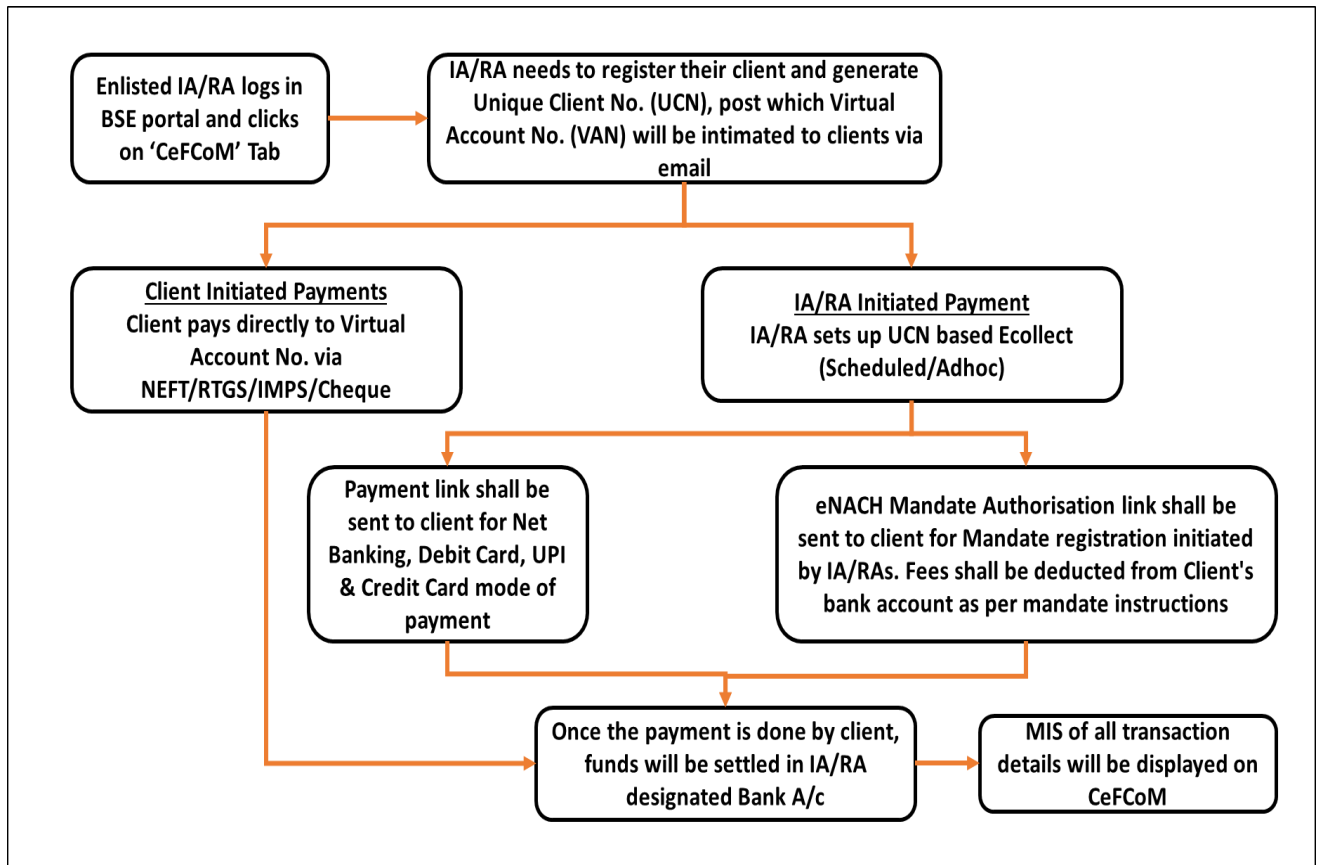 Enlisted IA/RA logs in
BSE portal and clicks
on ‘CeFCoM’ Tab
IA/RA needs to register their client and generate
Unique Client No. (UCN), post which Virtual
Account No. (VAN) will be intimated to clients via
email
Client Initiated Payments
Client pays directly to Virtual
Account No. via
NEFT/RTGS/IMPS/Cheque
IA/RA Initiated Payment
IA/RA sets up UCN based Ecollect
(Scheduled/Adhoc)
Payment link shall be
sent to client for Net
Banking, Debit Card, UPI
& Credit Card mode of
payment
eNACH Mandate Authorisation link shall be
sent to client for Mandate registration initiated
by IA/RAs. Fees shall be deducted from Client's
bank account as per mandate instructions
Once the payment is done by client,
funds will be settled in IA/RA
designated Bank A/c
MIS of all transaction
details will be displayed on
CeFCoM